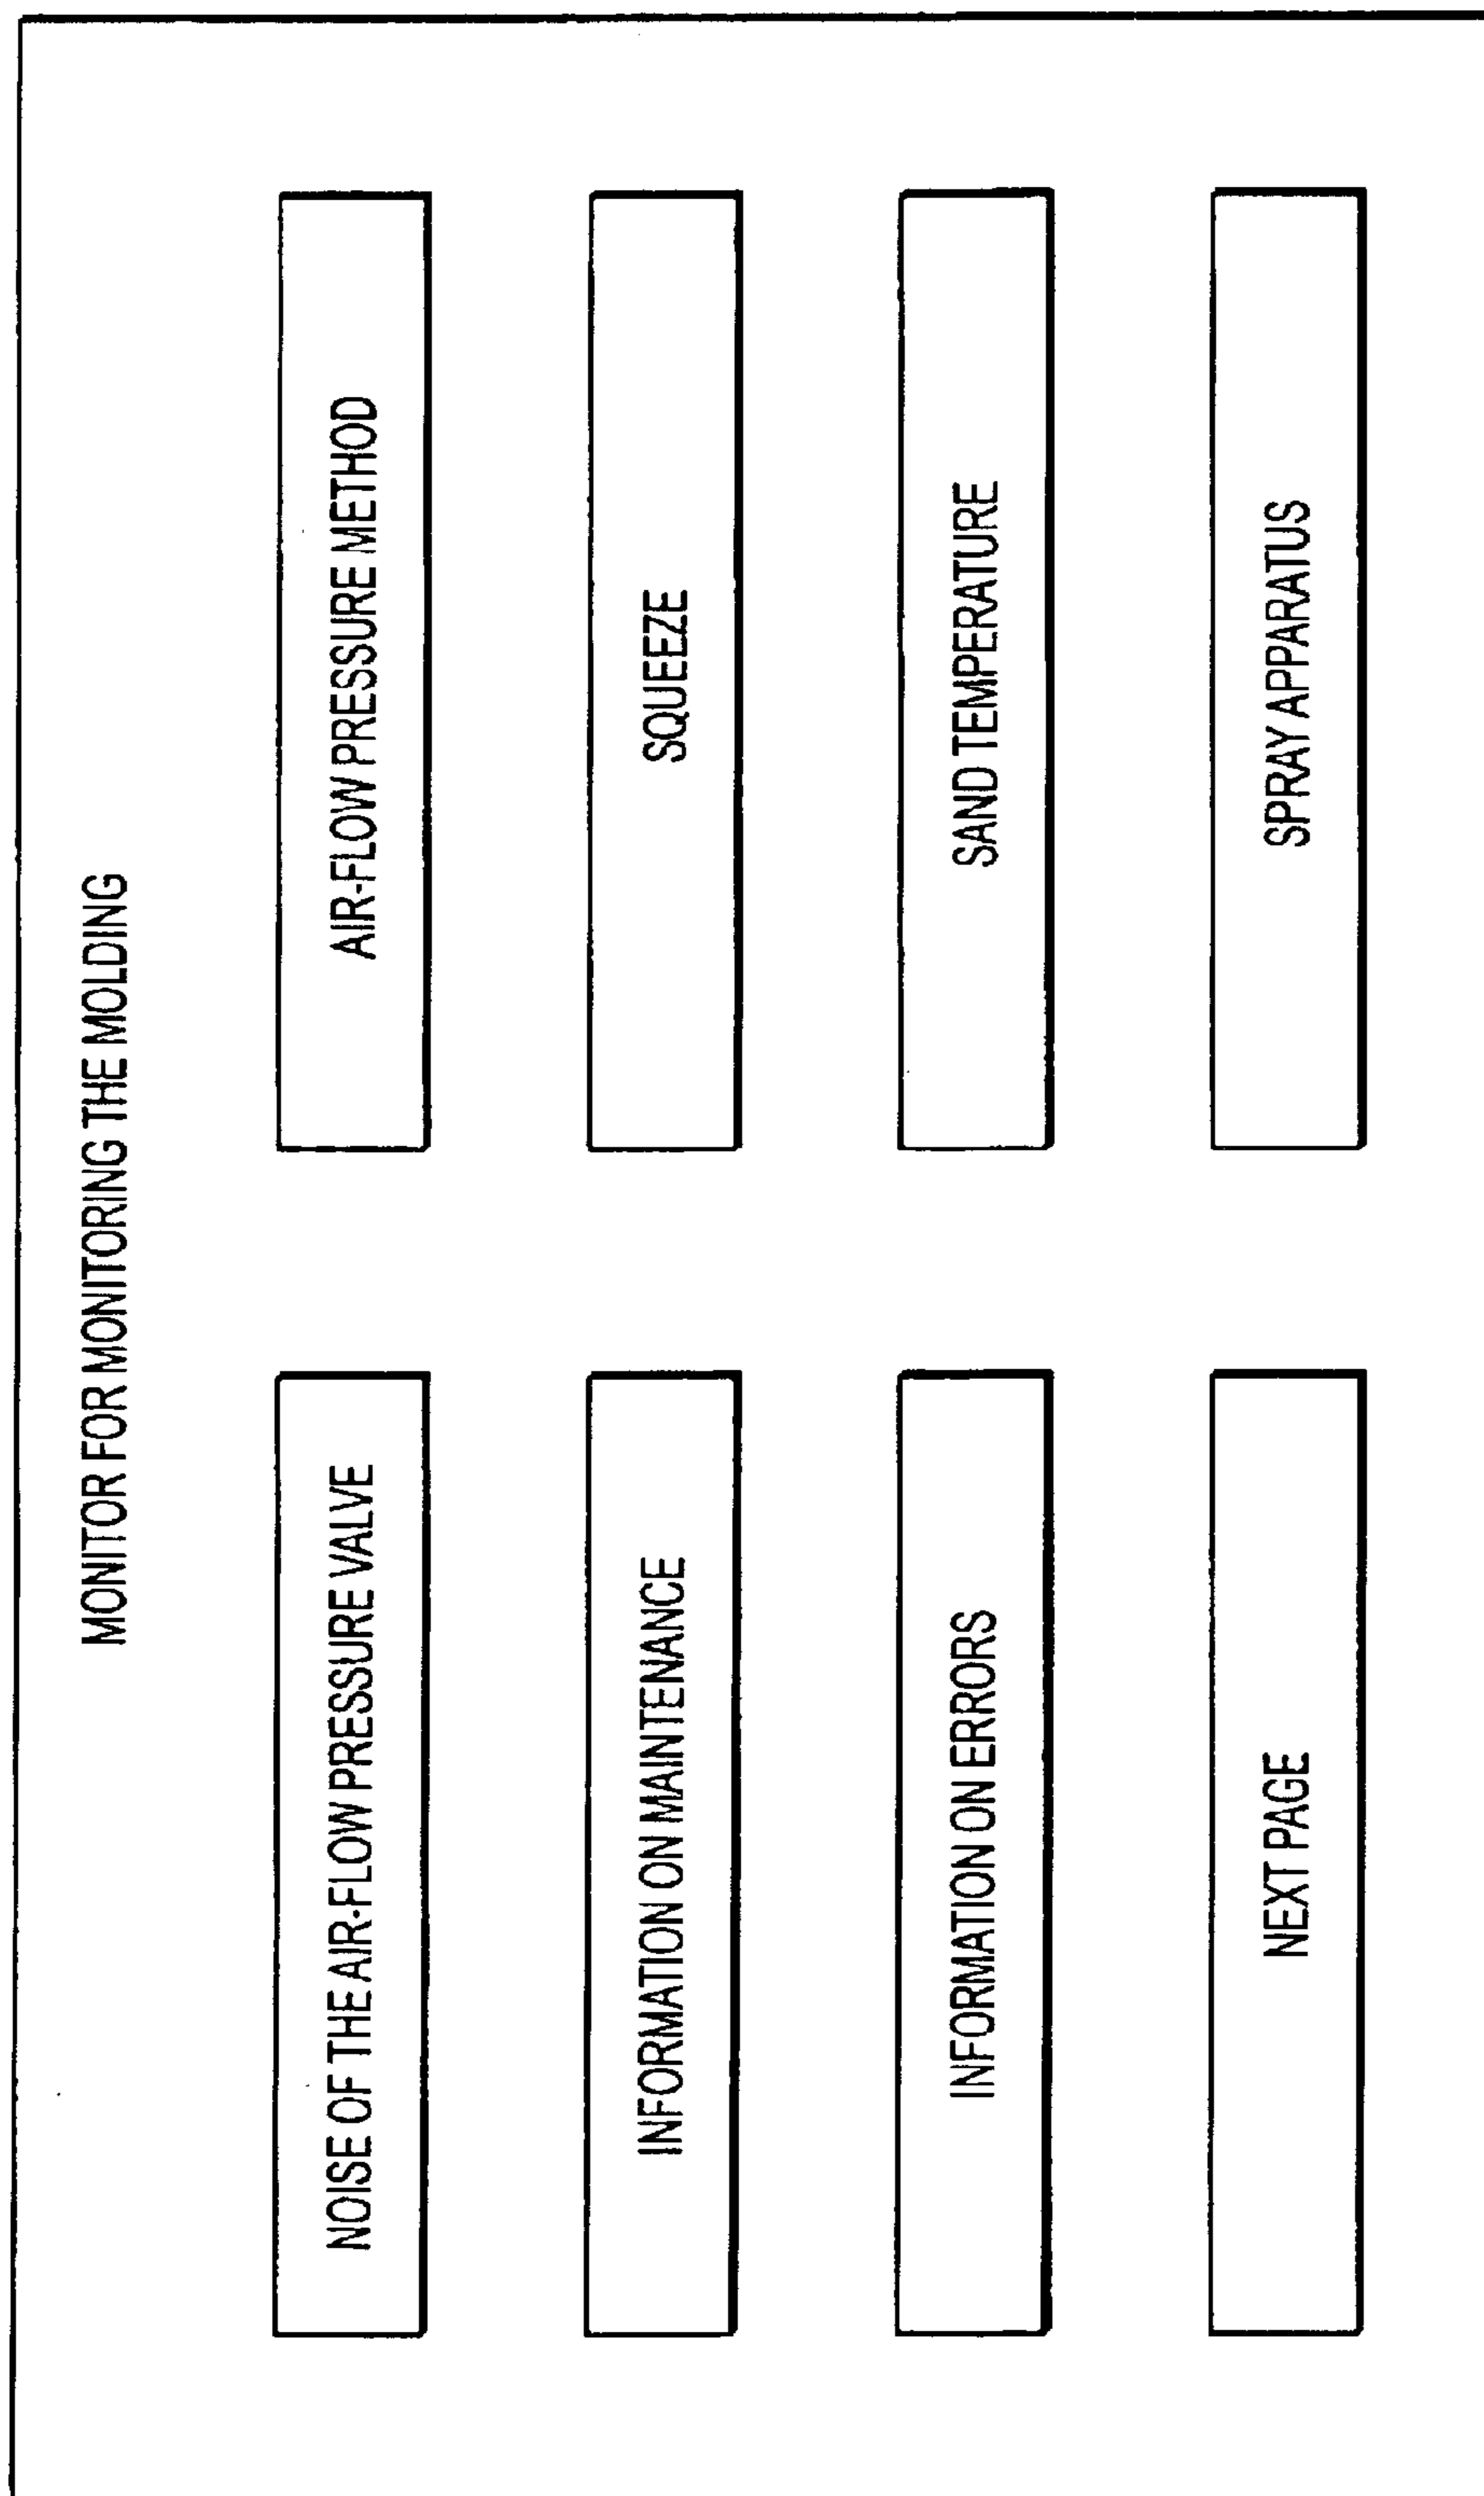 MONITOR FOR MONITORING THE MOLDING
NOISE OF THE AIR-FLOW PRESSURE VALVE
AIR-FLOW PRESSURE METHOD
INFORMATION ON MAINTENANCE
SQUEEZE
INFORMATION ON ERRORS
SAND TEMPERATURE
NEXT PAGE
SPRAY APPARATUS